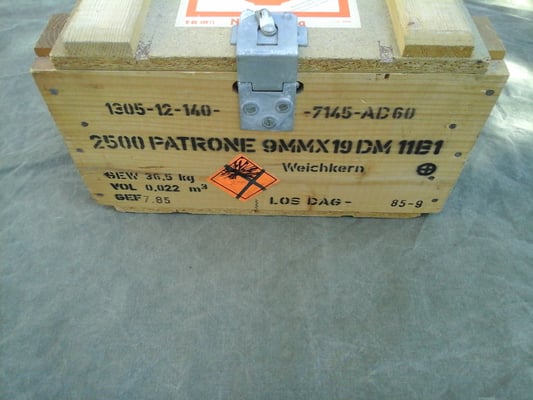 1305-12-140- -7145-AD60
2500 PATRONE 9MMX19 DM 11B1
Weichkern
GEW 36,5 kg
VOL 0,022 m³
GEF 7.85
LOS DAG- 85-9